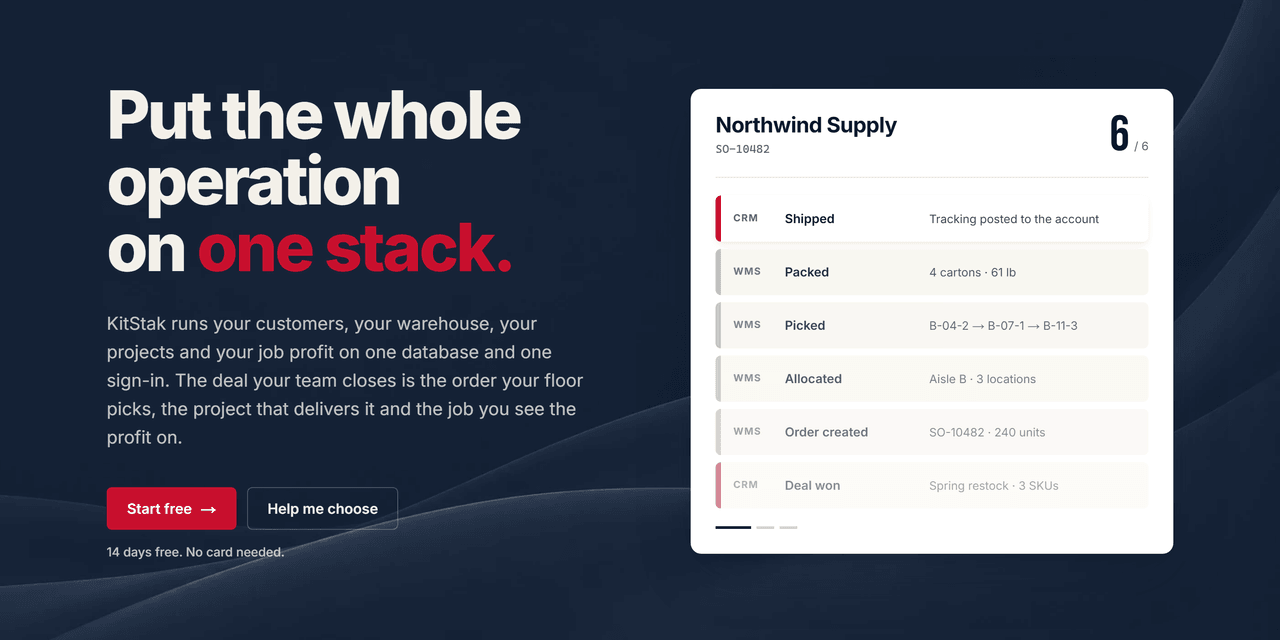 Put the whole
operation
on one stack.
KitStak runs your customers, your warehouse, your
projects and your job profit on one database and one
sign-in. The deal your team closes is the order your floor
picks, the project that delivers it and the job you see the
profit on.
Start free →
Help me choose
14 days free. No card needed.
Northwind Supply
SO-10482
6 / 6
CRM Shipped Tracking posted to the account
WMS Packed 4 cartons · 61 lb
WMS Picked B-04-2 → B-07-1 → B-11-3
WMS Allocated Aisle B · 3 locations
WMS Order created SO-10482 · 240 units
CRM Deal won Spring restock · 3 SKUs